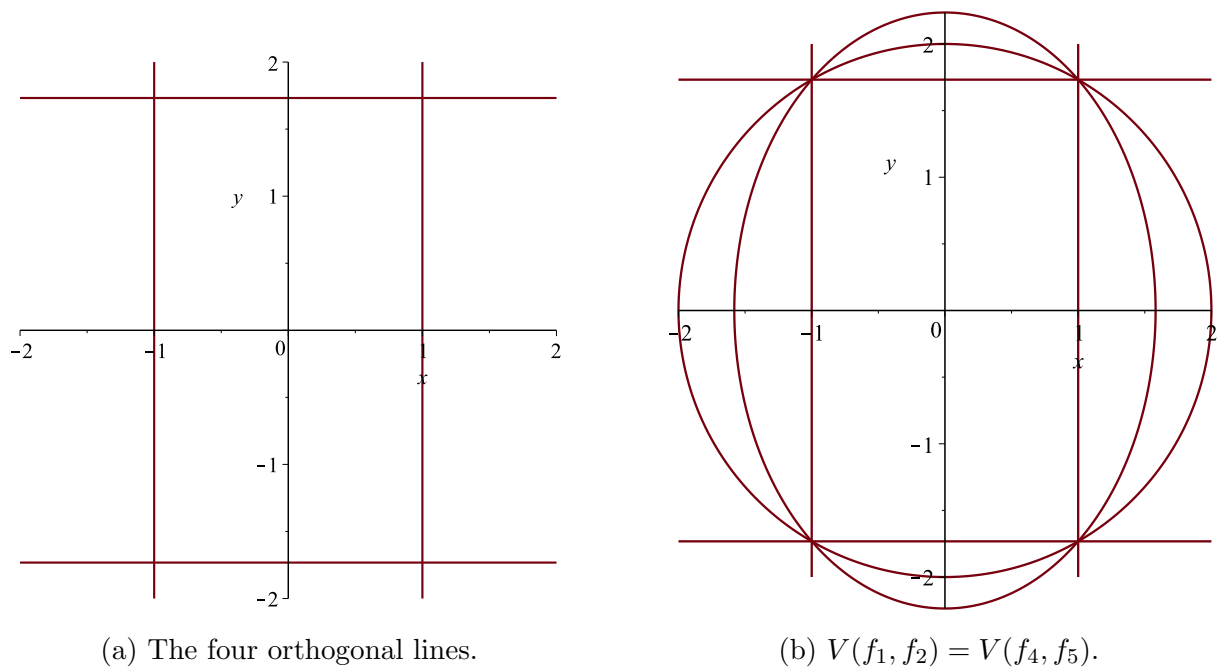 2
y 1
-2 -1 0 1 2
x
-1
-2
(a) The four orthogonal lines.
2
y 1
-2 -1 0 1 2
x
-1
-2
(b) V(f₁, f₂) = V(f₄, f₅).